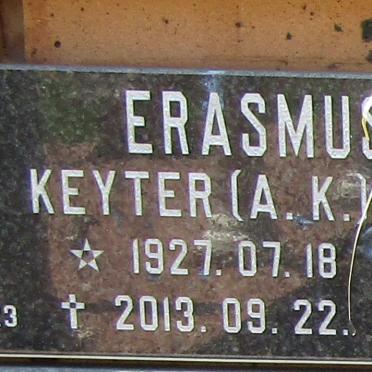 ERASMUS
KEYTER (A. K.)
☆ 1927. 07. 18
✝ 2013. 09. 22.